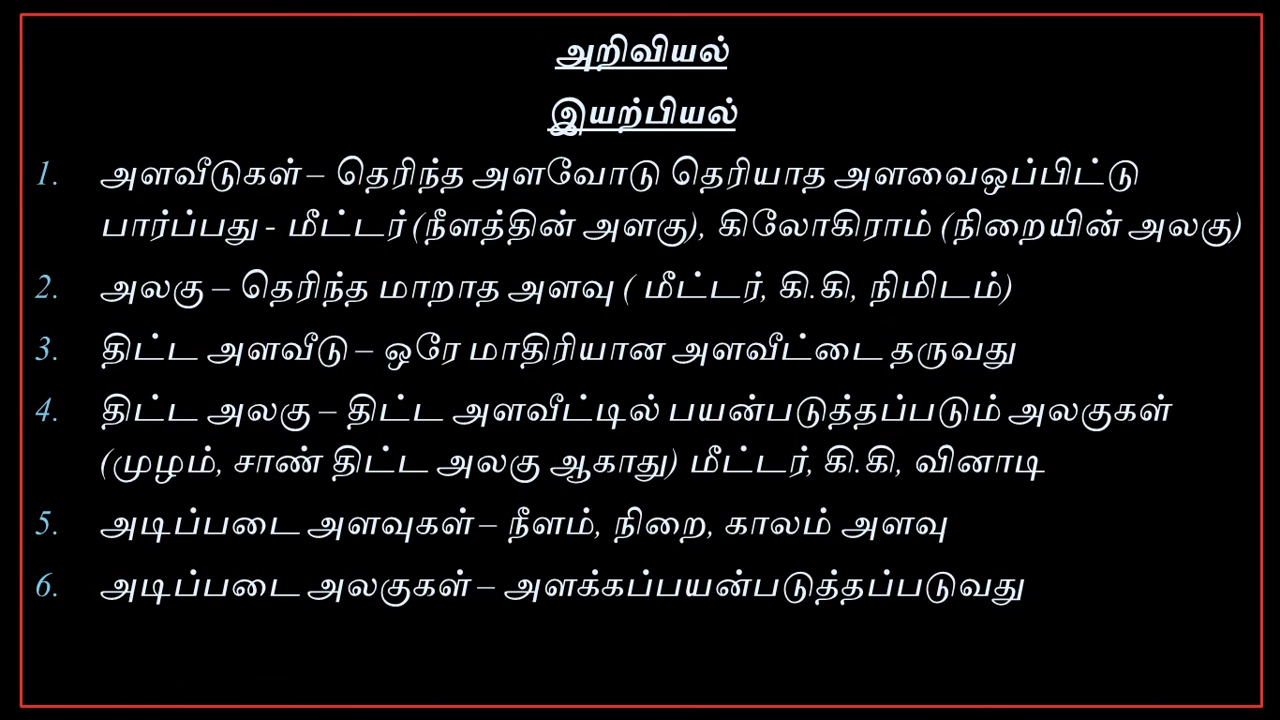 அறிவியல்
இயற்பியல்
1. அளவீடுகள் – தெரிந்த அளவோடு தெரியாத அளவைஒப்பிட்டு
பார்ப்பது - மீட்டர் (நீளத்தின் அளகு), கிலோகிராம் (நிறையின் அலகு)
2. அலகு – தெரிந்த மாறாத அளவு ( மீட்டர், கி.கி, நிமிடம்)
3. திட்ட அளவீடு – ஒரே மாதிரியான அளவீட்டை தருவது
4. திட்ட அலகு – திட்ட அளவீட்டில் பயன்படுத்தப்படும் அலகுகள்
(முழம், சாண் திட்ட அலகு ஆகாது) மீட்டர், கி.கி, வினாடி
5. அடிப்படை அளவுகள் – நீளம், நிறை, காலம் அளவு
6. அடிப்படை அலகுகள் – அளக்கப்பயன்படுத்தப்படுவது